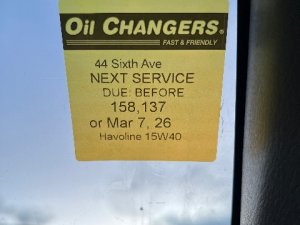 Oil CHANGERS®
FAST & FRIENDLY
44 Sixth Ave
NEXT SERVICE
DUE: BEFORE
158,137
or Mar 7, 26
Havoline 15W40